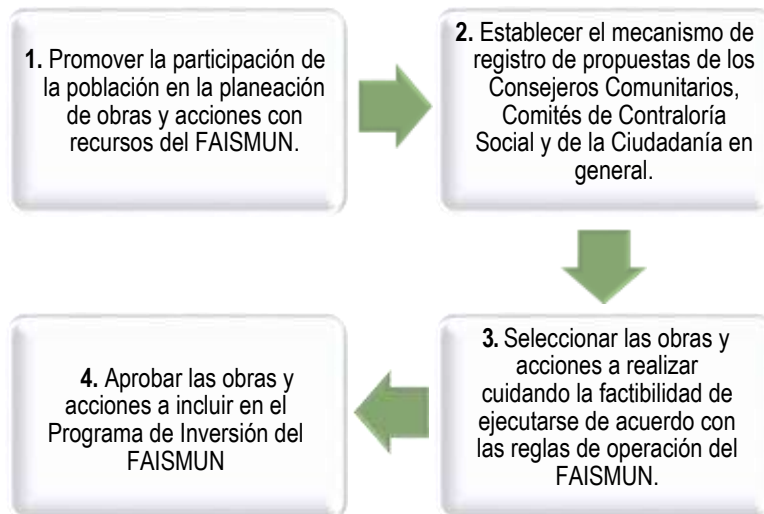 1. Promover la participación de
la población en la planeación
de obras y acciones con
recursos del FAISMUN.
2. Establecer el mecanismo de
registro de propuestas de los
Consejeros Comunitarios,
Comités de Contraloría
Social y de la Ciudadanía en
general.
3. Seleccionar las obras y
acciones a realizar
cuidando la factibilidad de
ejecutarse de acuerdo con
las reglas de operación del
FAISMUN.
4. Aprobar las obras y
acciones a incluir en el
Programa de Inversión del
FAISMUN